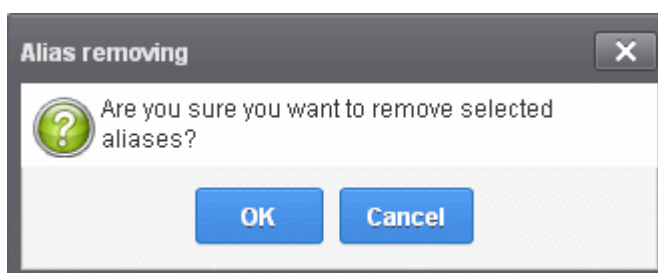 Alias removing
Are you sure you want to remove selected
aliases?
OK
Cancel